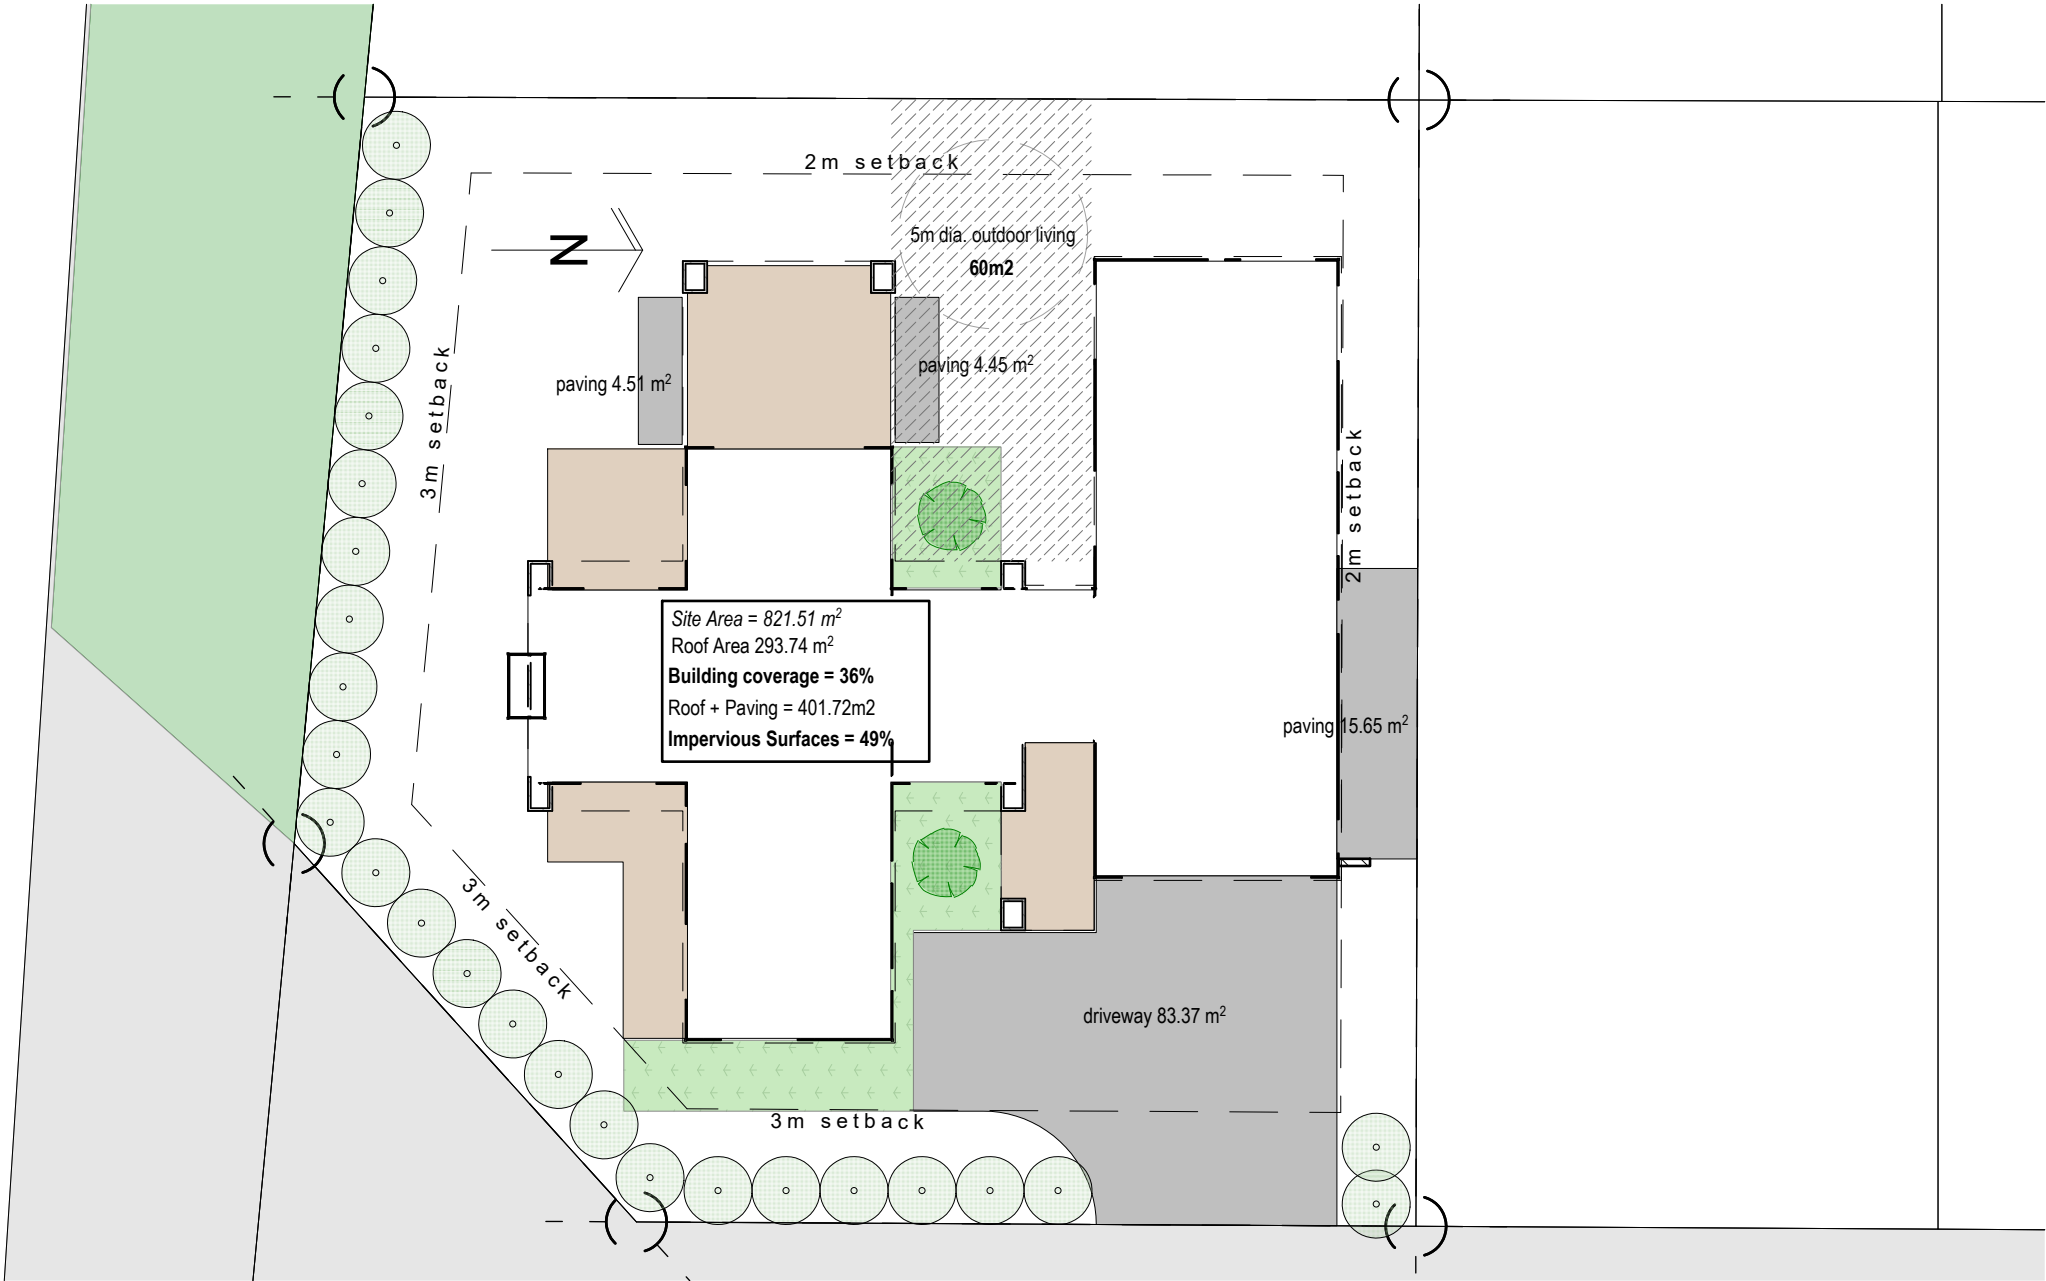 2m setback
N
5m dia. outdoor living
60m2
3m setback
paving 4.51 m²
paving 4.45 m²
2m setback
Site Area = 821.51 m²
Roof Area 293.74 m²
Building coverage = 36%
Roof + Paving = 401.72m2
Impervious Surfaces = 49%
paving 15.65 m²
3m setback
driveway 83.37 m²
3m setback